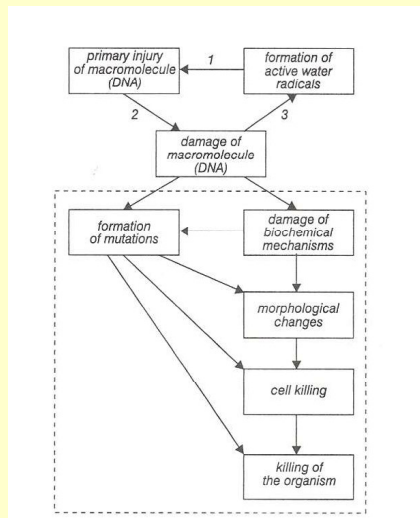 primary injury
of macromolecule
(DNA)
1
formation of
active water
radicals
2
3
damage of
macromolecule
(DNA)
formation
of mutations
damage of
biochemical
mechanisms
morphological
changes
cell killing
killing of
the organism